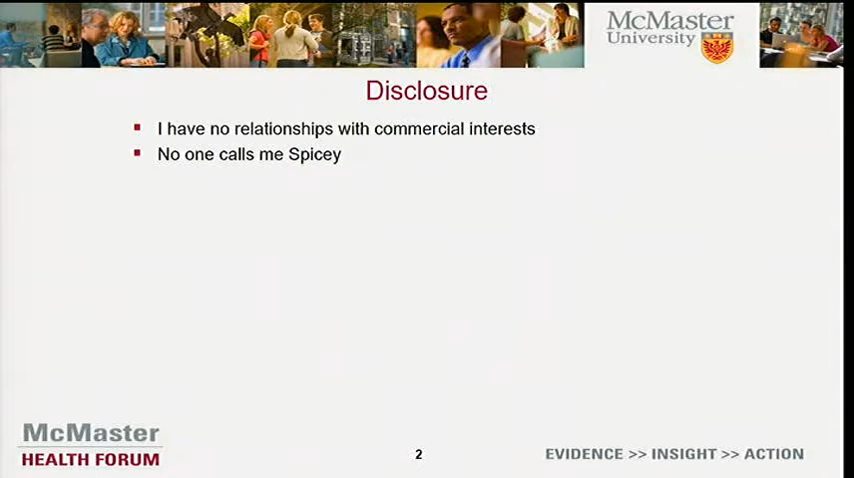 McMaster
University
Disclosure
I have no relationships with commercial interests
No one calls me Spicey
McMaster
HEALTH FORUM
2
EVIDENCE >> INSIGHT >> ACTION